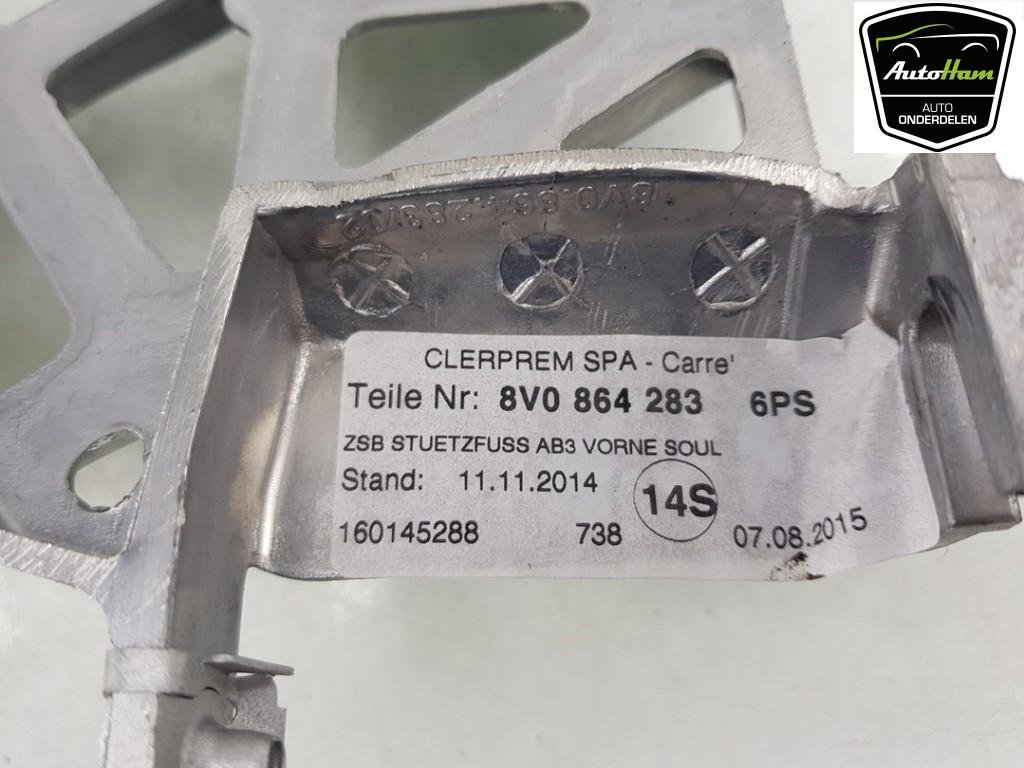 AutoHam
AUTO
ONDERDELEN
8V0.864.283/02
CLERPREM SPA - Carre'
Teile Nr: 8V0 864 283 6PS
ZSB STUETZFUSS AB3 VORNE SOUL
Stand: 11.11.2014 14S
160145288 738 07.08.2015